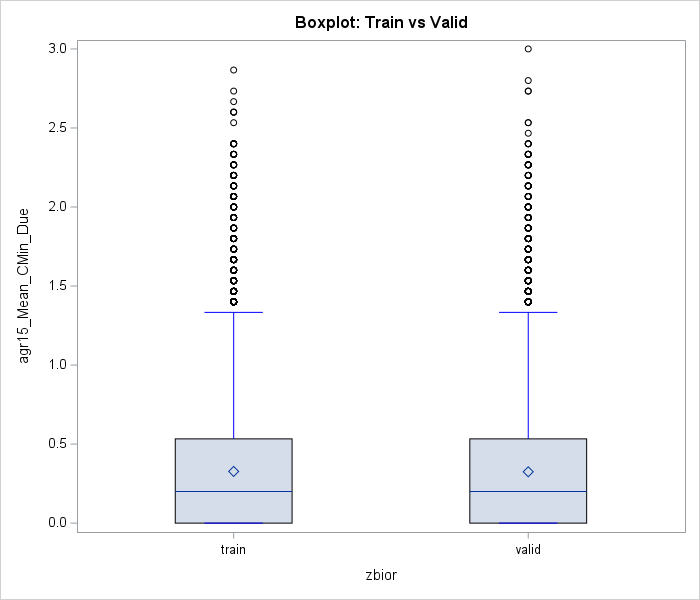 Boxplot: Train vs Valid
3.0
2.5
2.0
1.5
1.0
0.5
0.0
agr15_Mean_CMin_Due
train
valid
zbior